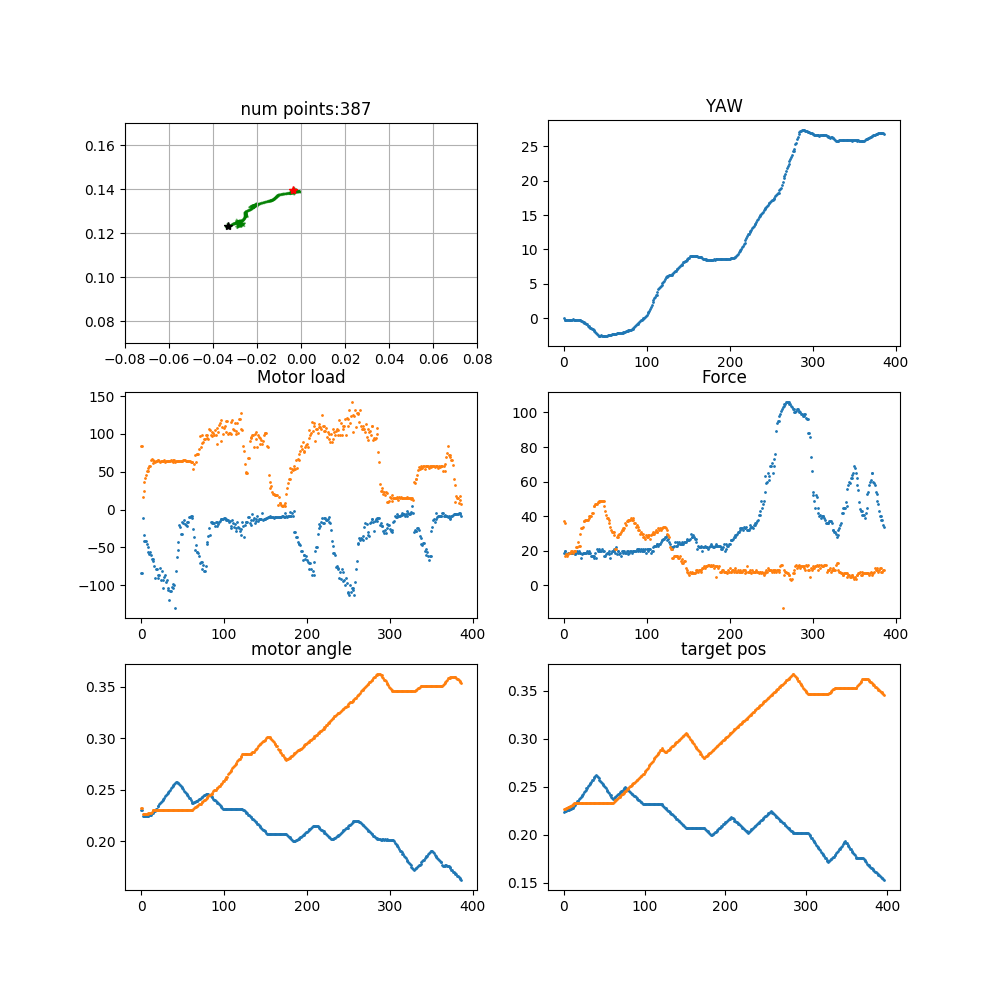 num points:387
YAW
0.16
0.14
0.12
0.10
0.08
−0.08 −0.06 −0.04 −0.02 0.00 0.02 0.04 0.06 0.08
25
20
15
10
5
0
0 100 200 300 400
Motor load
Force
150
100
50
0
−50
−100
0 100 200 300 400
100
80
60
40
20
0
0 100 200 300 400
motor angle
target pos
0.35
0.30
0.25
0.20
0 100 200 300 400
0.35
0.30
0.25
0.20
0.15
0 100 200 300 400